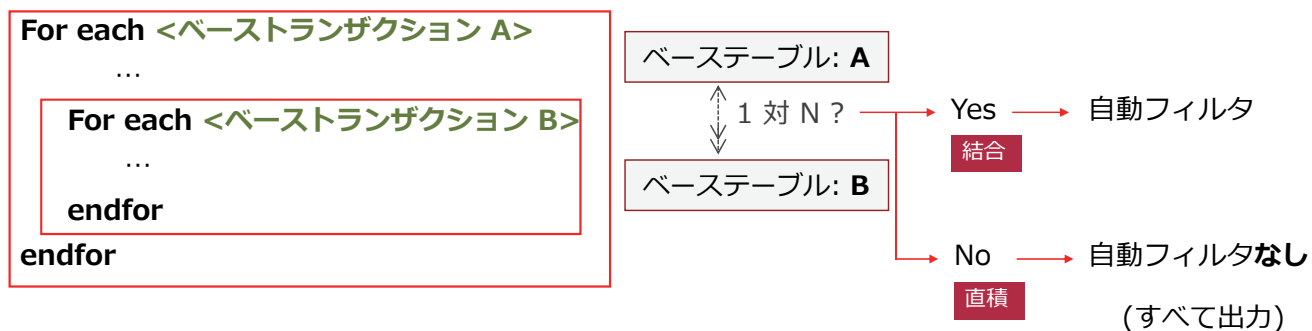 For each <ベーストランザクション A>
…
For each <ベーストランザクション B>
…
endfor
endfor
ベーステーブル: A
1 対 N ?
ベーステーブル: B
Yes
自動フィルタ
結合
No
自動フィルタなし
直積
(すべて出力)